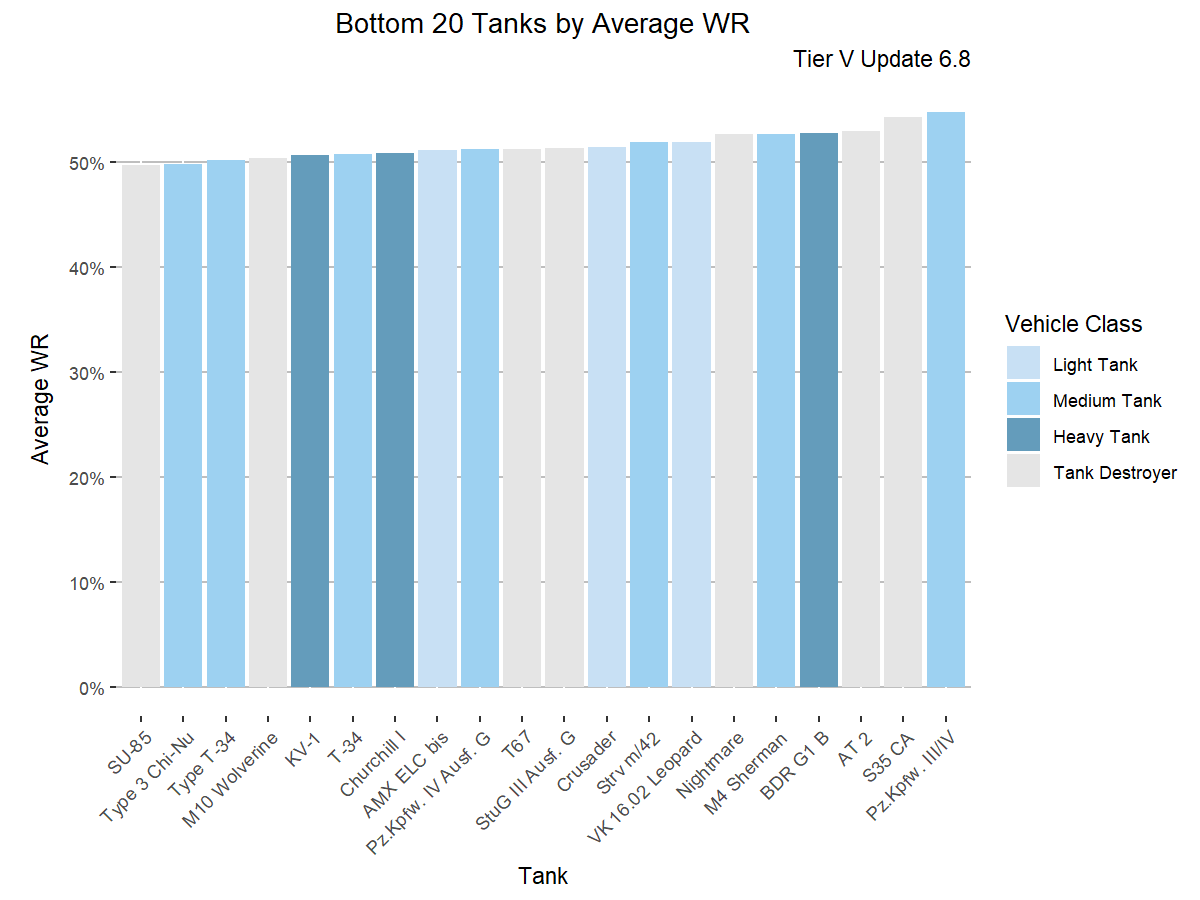 Bottom 20 Tanks by Average WR
Tier V Update 6.8
Average WR
50%
40%
30%
20%
10%
0%
SU-85
Type 3 Chi-Nu
Type T-34
M10 Wolverine
KV-1
T-34
Churchill I
AMX ELC bis
Pz.Kpfw. IV Ausf. G
T67
StuG III Ausf. G
Crusader
Strv m/42
VK 16.02 Leopard
Nightmare
M4 Sherman
BDR G1 B
AT 2
S35 CA
Pz.Kpfw. III/IV
Tank
Vehicle Class
Light Tank
Medium Tank
Heavy Tank
Tank Destroyer